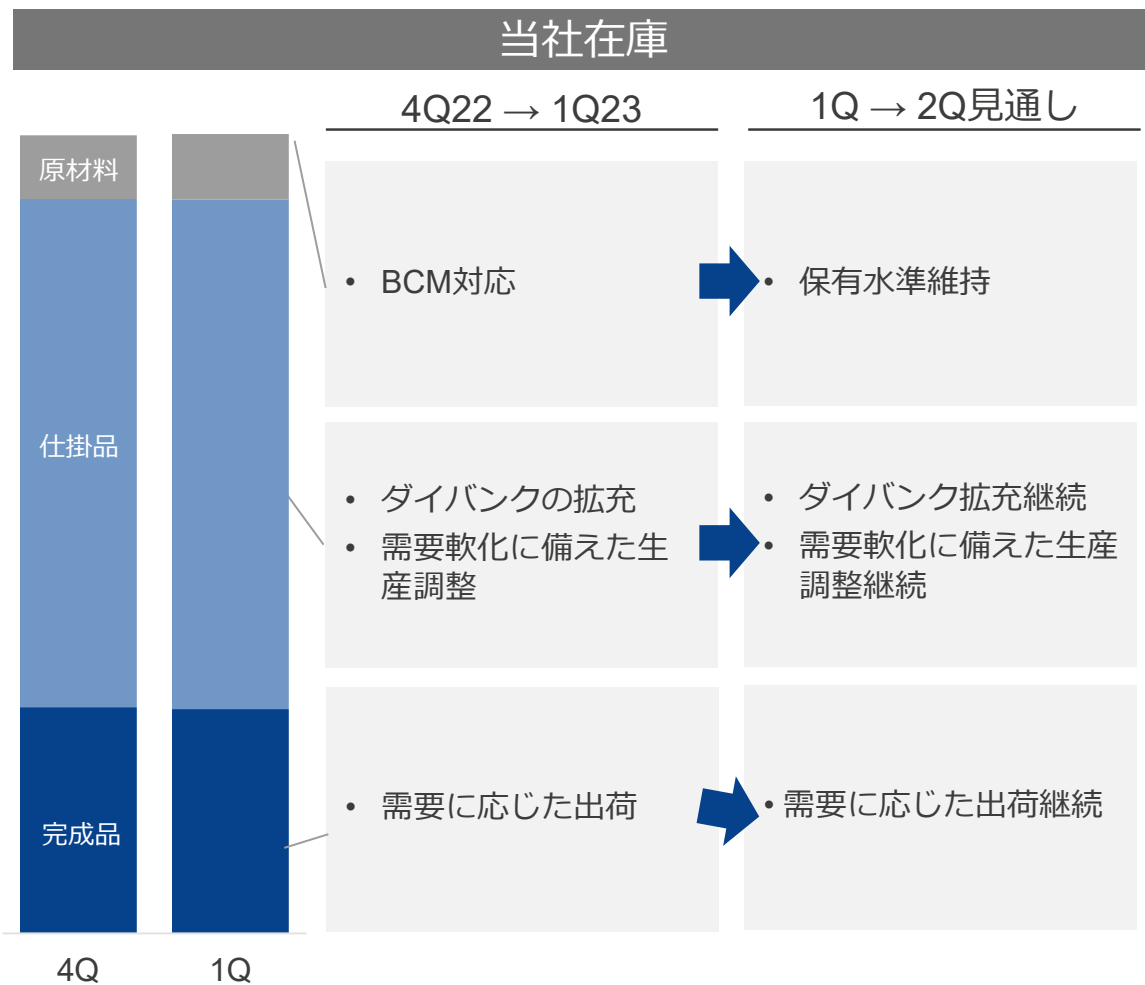 当社在庫
4Q22 → 1Q23
1Q → 2Q見通し
原材料
仕掛品
完成品
4Q
1Q
• BCM対応
• 保有水準維持
• ダイバンクの拡充
• 需要軟化に備えた生
産調整
• ダイバンク拡充継続
• 需要軟化に備えた生産
調整継続
• 需要に応じた出荷
• 需要に応じた出荷継続